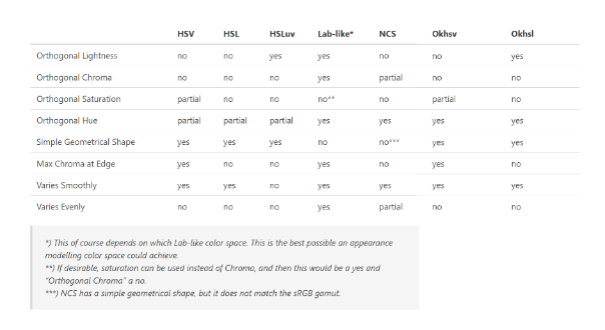 HSV HSL HSLuv Lab-like* NCS Okhsv Okhsl
Orthogonal Lightness no no yes yes no no yes
Orthogonal Chroma no no no yes partial no no
Orthogonal Saturation partial no no no** no partial no
Orthogonal Hue partial partial partial yes yes yes yes
Simple Geometrical Shape yes yes yes no no*** yes yes
Max Chroma at Edge yes no no yes no yes no
Varies Smoothly yes yes no yes yes yes yes
Varies Evenly no no no yes partial no no
*) This of course depends on which Lab-like color space. This is the best possible an appearance
modelling color space could achieve.
**) If desirable, saturation can be used instead of Chroma, and then this would be a yes and
"Orthogonal Chroma" a no.
***) NCS has a simple geometrical shape, but it does not match the sRGB gamut.